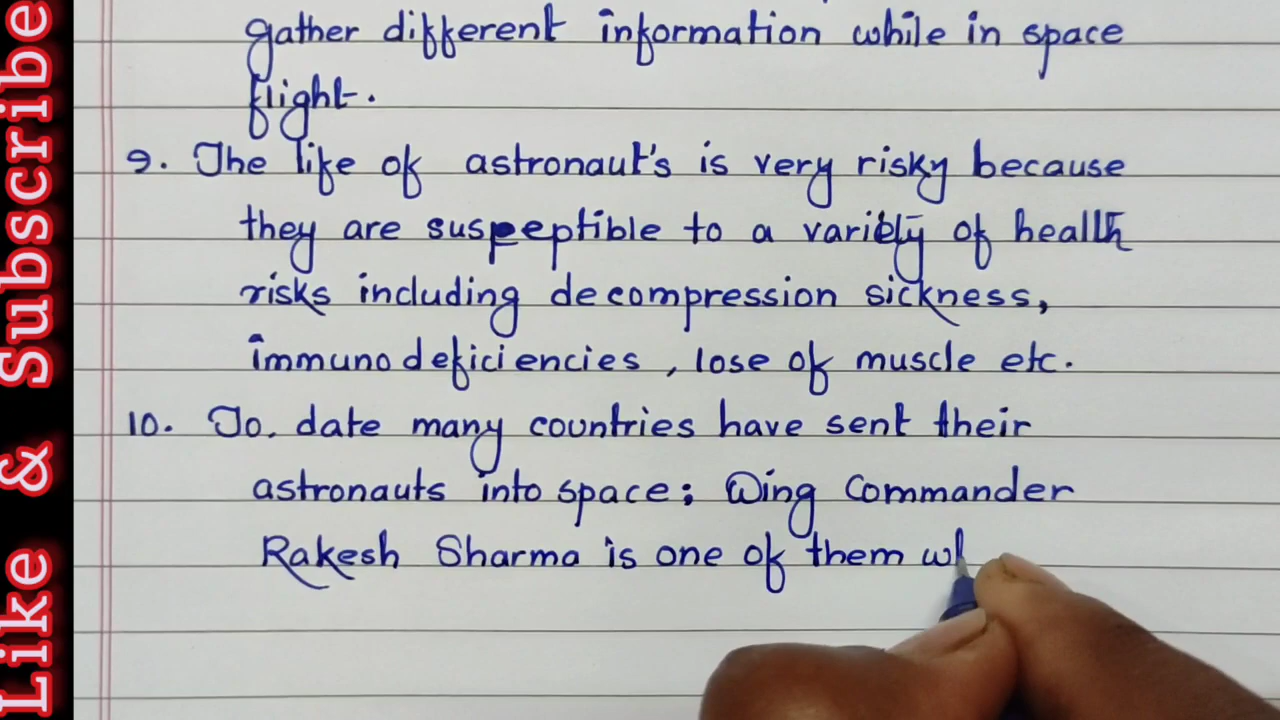 gather different information while in space
flight.
9. The life of astronaut's is very risky because
they are suspeptible to a variety of health
risks including decompression sickness,
immunodeficiencies, lose of muscle etc.
10. To. date many countries have sent their
astronauts into space; Wing Commander
Rakesh Sharma is one of them wh
Like & Subscribe